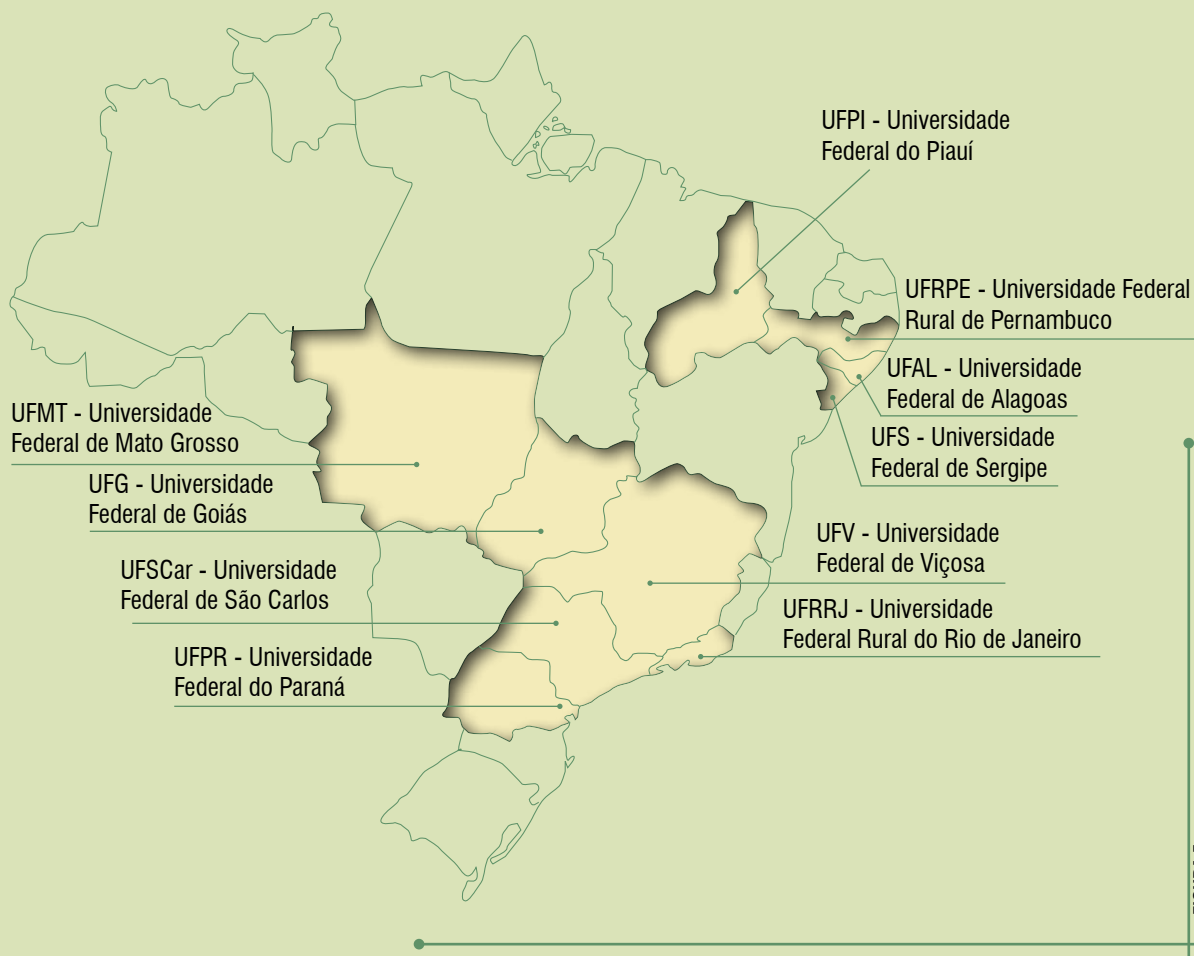 UFPI - Universidade
Federal do Piauí
UFRPE - Universidade Federal
Rural de Pernambuco
UFAL - Universidade
Federal de Alagoas
UFMT - Universidade
Federal de Mato Grosso
UFS - Universidade
Federal de Sergipe
UFG - Universidade
Federal de Goiás
UFV - Universidade
Federal de Viçosa
UFSCar - Universidade
Federal de São Carlos
UFRRJ - Universidade
Federal Rural do Rio de Janeiro
UFPR - Universidade
Federal do Paraná